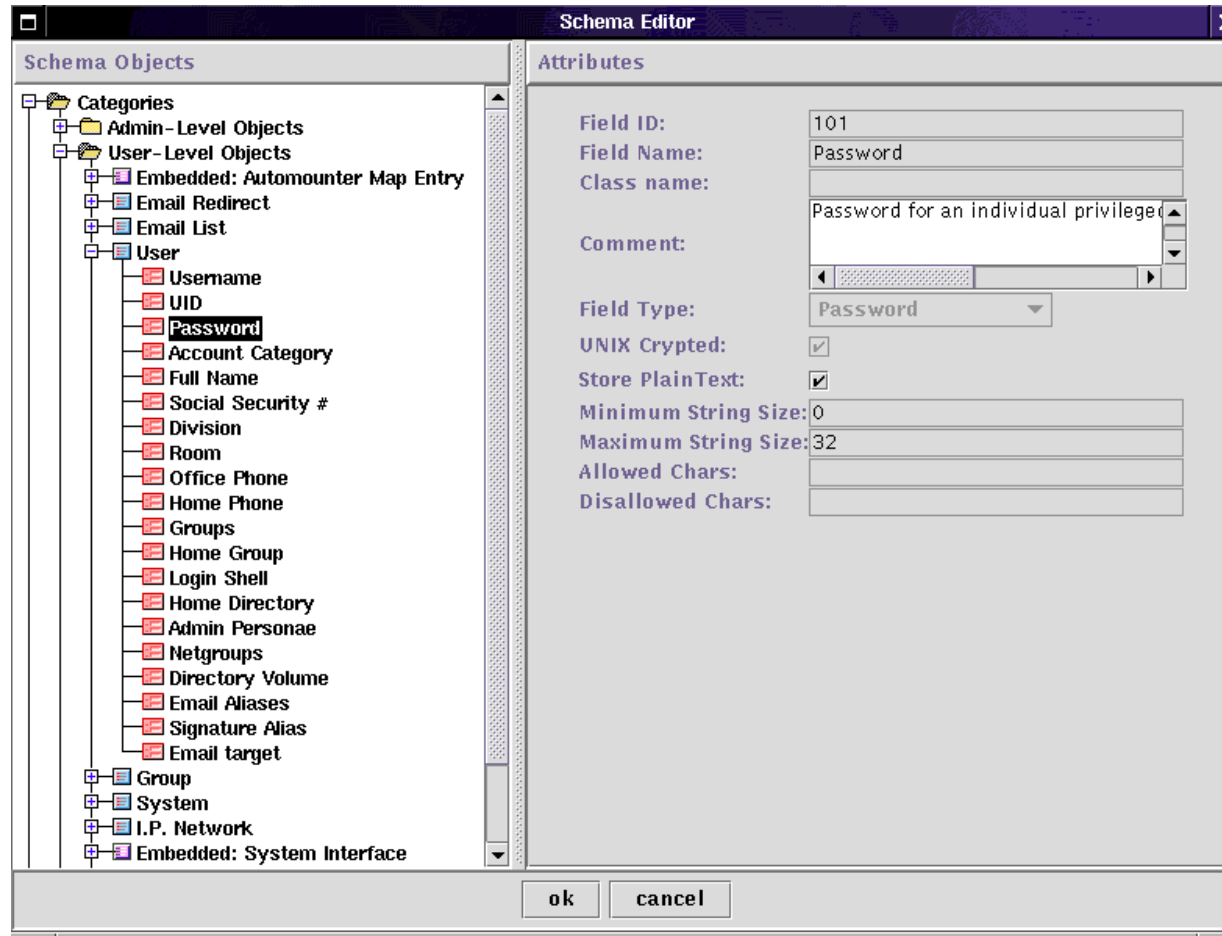 Schema Editor
Schema Objects
Categories
Admin-Level Objects
User-Level Objects
Embedded: Automounter Map Entry
Email Redirect
Email List
User
Username
UID
Password
Account Category
Full Name
Social Security #
Division
Room
Office Phone
Home Phone
Groups
Home Group
Login Shell
Home Directory
Admin Personae
Netgroups
Directory Volume
Email Aliases
Signature Alias
Email target
Group
System
I.P. Network
Embedded: System Interface
Attributes
Field ID: 101
Field Name: Password
Class name:
Comment: Password for an individual privileged
Field Type: Password
UNIX Crypted:
Store PlainText:
Minimum String Size: 0
Maximum String Size: 32
Allowed Chars:
Disallowed Chars:
ok cancel